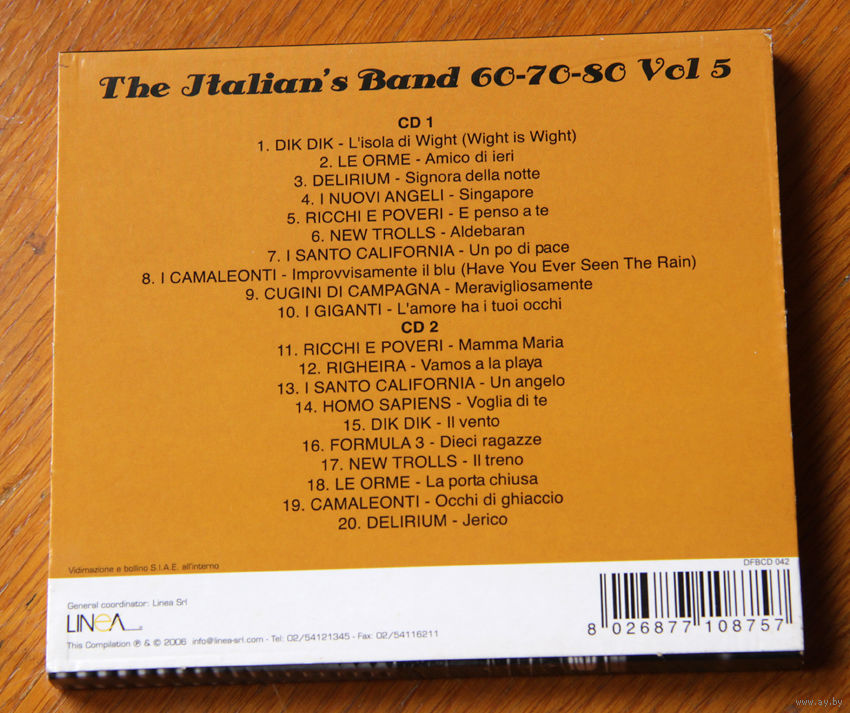 The Italian's Band 60-70-80 Vol 5
CD 1
1. DIK DIK - L'isola di Wight (Wight is Wight)
2. LE ORME - Amico di ieri
3. DELIRIUM - Signora della notte
4. I NUOVI ANGELI - Singapore
5. RICCHI E POVERI - E penso a te
6. NEW TROLLS - Aldebaran
7. I SANTO CALIFORNIA - Un po di pace
8. I CAMALEONTI - Improvvisamente il blu (Have You Ever Seen The Rain)
9. CUGINI DI CAMPAGNA - Meravigliosamente
10. I GIGANTI - L'amore ha i tuoi occhi
CD 2
11. RICCHI E POVERI - Mamma Maria
12. RIGHEIRA - Vamos a la playa
13. I SANTO CALIFORNIA - Un angelo
14. HOMO SAPIENS - Voglia di te
15. DIK DIK - Il vento
16. FORMULA 3 - Dieci ragazze
17. NEW TROLLS - Il treno
18. LE ORME - La porta chiusa
19. CAMALEONTI - Occhi di ghiaccio
20. DELIRIUM - Jerico
Vidimazione e bollino S.I.A.E. all'interno
DFBCD 042
General coordinator: Linea Srl
LINeA
This Compilation ℗ & © 2006 info@linea-srl.com - Tel: 02/54121345 - Fax: 02/54116211
8 026877 108757
www.ay.by